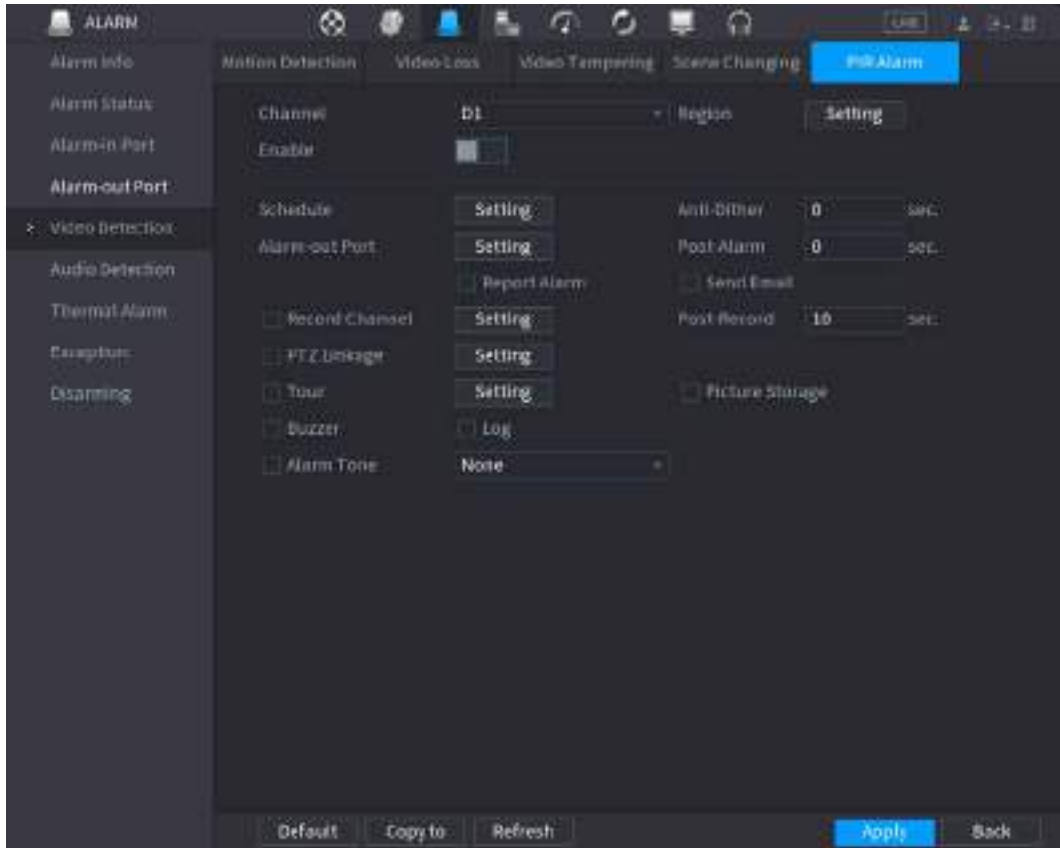 ALARM
LIVE
Alarm Info
Motion Detection Video Loss Video Tampering Scene Changing PIR Alarm
Alarm Status
Channel D1 Region Setting
Alarm-in Port
Enable
Alarm-out Port
Schedule Setting Anti-Dither 0 sec.
Video Detection
Alarm-out Port Setting Post-Alarm 0 sec.
Audio Detection
Report Alarm Send Email
Thermal Alarm
Record Channel Setting Post-Record 10 sec.
Exception
PTZ Linkage Setting
Disarming
Tour Setting Picture Storage
Buzzer Log
Alarm Tone None
Default Copy to Refresh Apply Back